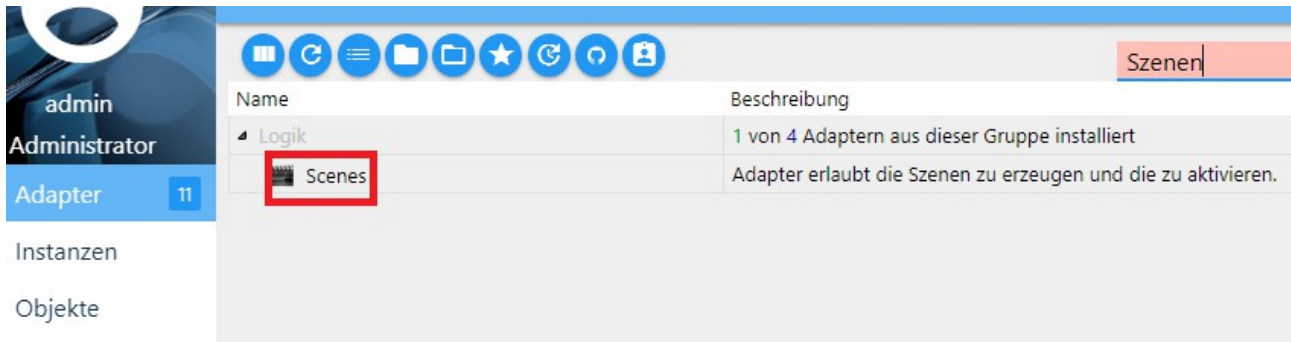 Szenen
admin
Administrator
Name Beschreibung
Logik 1 von 4 Adaptern aus dieser Gruppe installiert
Scenes Adapter erlaubt die Szenen zu erzeugen und die zu aktivieren.
Adapter 11
Instanzen
Objekte